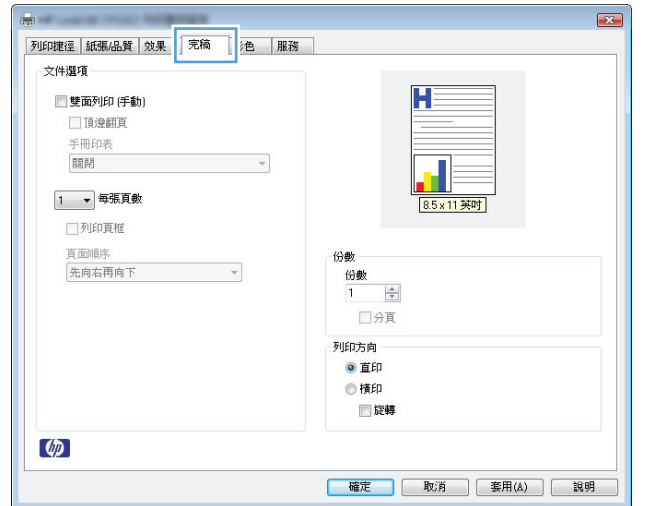 列印捷徑 紙張/品質 效果 完稿 彩色 服務
文件選項
雙面列印 (手動)
頂邊翻頁
手冊印表
關閉
1 每張頁數
列印頁框
頁面順序
先向右再向下
H
8.5 x 11 英吋
份數
份數
1
分頁
列印方向
直印
橫印
旋轉
hp
確定 取消 套用(A) 說明